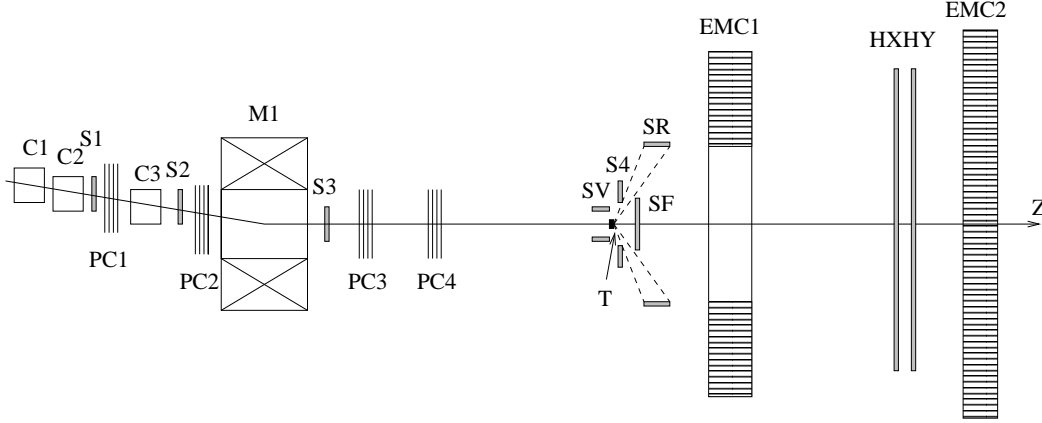 EMC2
EMC1
HXHY
M1
SR
C1
C2
S1
C3
S2
S3
SV
S4
SF
Z
PC1
PC2
PC3
PC4
T